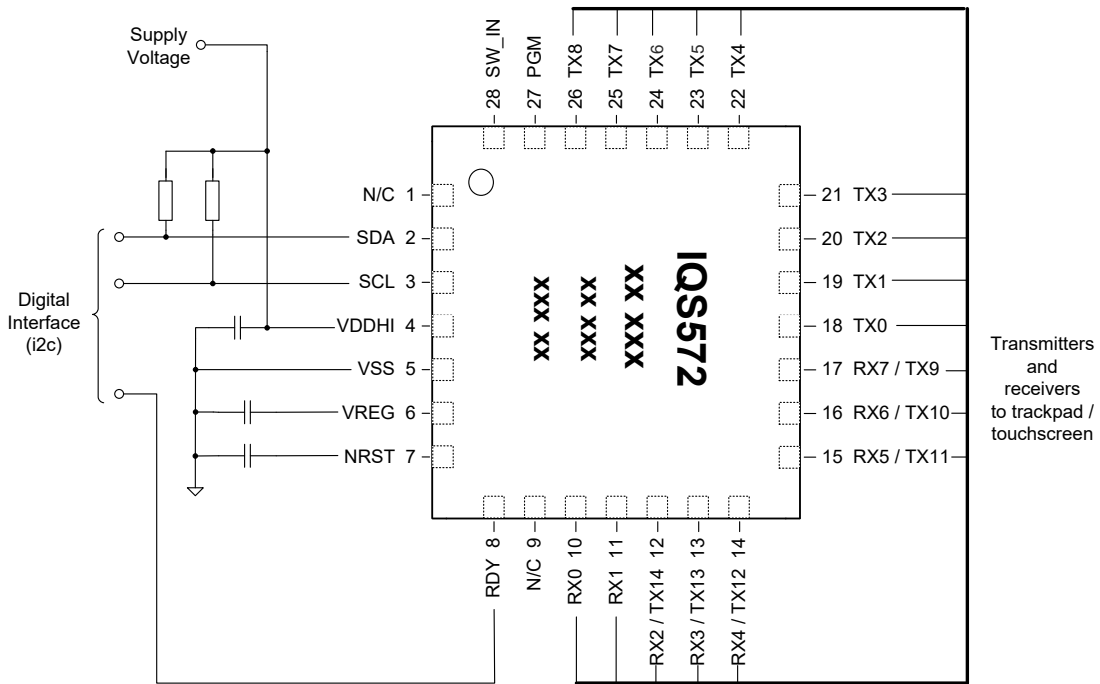 Supply
Voltage
28 SW_IN
27 PGM
26 TX8
25 TX7
24 TX6
23 TX5
22 TX4
N/C 1
SDA 2
SCL 3
VDDHI 4
VSS 5
VREG 6
NRST 7
Digital
Interface
(i2c)
IQS572
xx xxx
xxx xx
xx xxx
21 TX3
20 TX2
19 TX1
18 TX0
17 RX7 / TX9
16 RX6 / TX10
15 RX5 / TX11
Transmitters
and
receivers
to trackpad /
touchscreen
RDY 8
N/C 9
RX0 10
RX1 11
RX2 / TX14 12
RX3 / TX13 13
RX4 / TX12 14